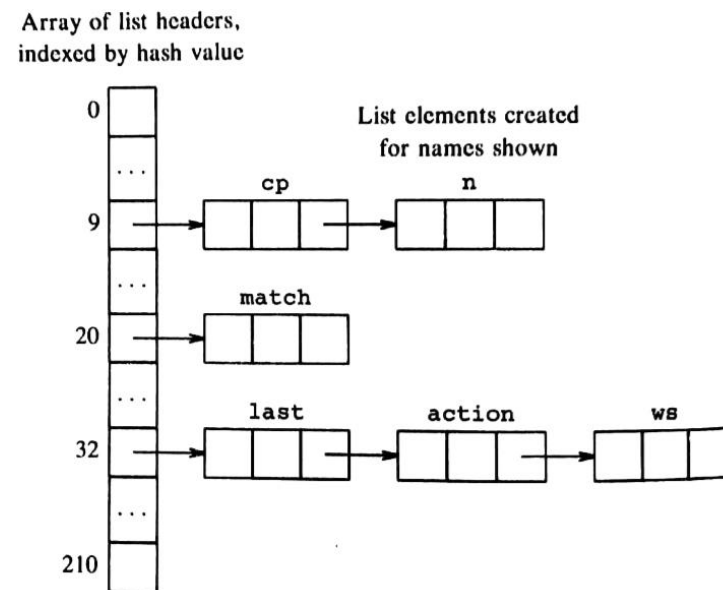 Array of list headers,
indexed by hash value
0
List elements created
for names shown
...
cp n
9
...
match
20
...
last action ws
32
...
210